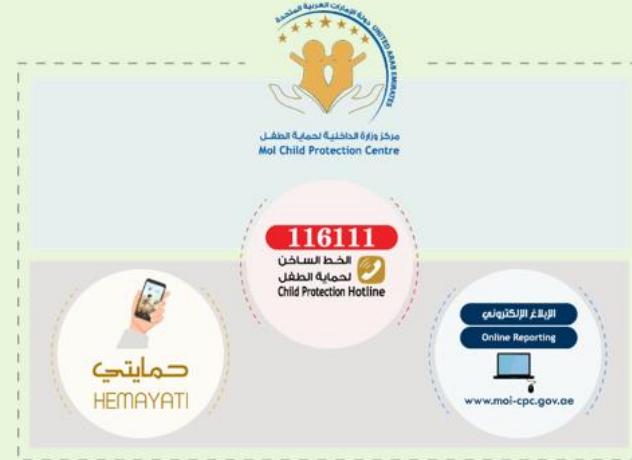 دولة الإمارات العربية المتحدة UNITED ARAB EMIRATES
مركز وزارة الداخلية لحماية الطفل
MoI Child Protection Centre
116111
الخط الساخن
لحماية الطفل
Child Protection Hotline
حمايتي
HEMAYATI
الإبلاغ الإلكتروني
Online Reporting
www.moi-cpc.gov.ae